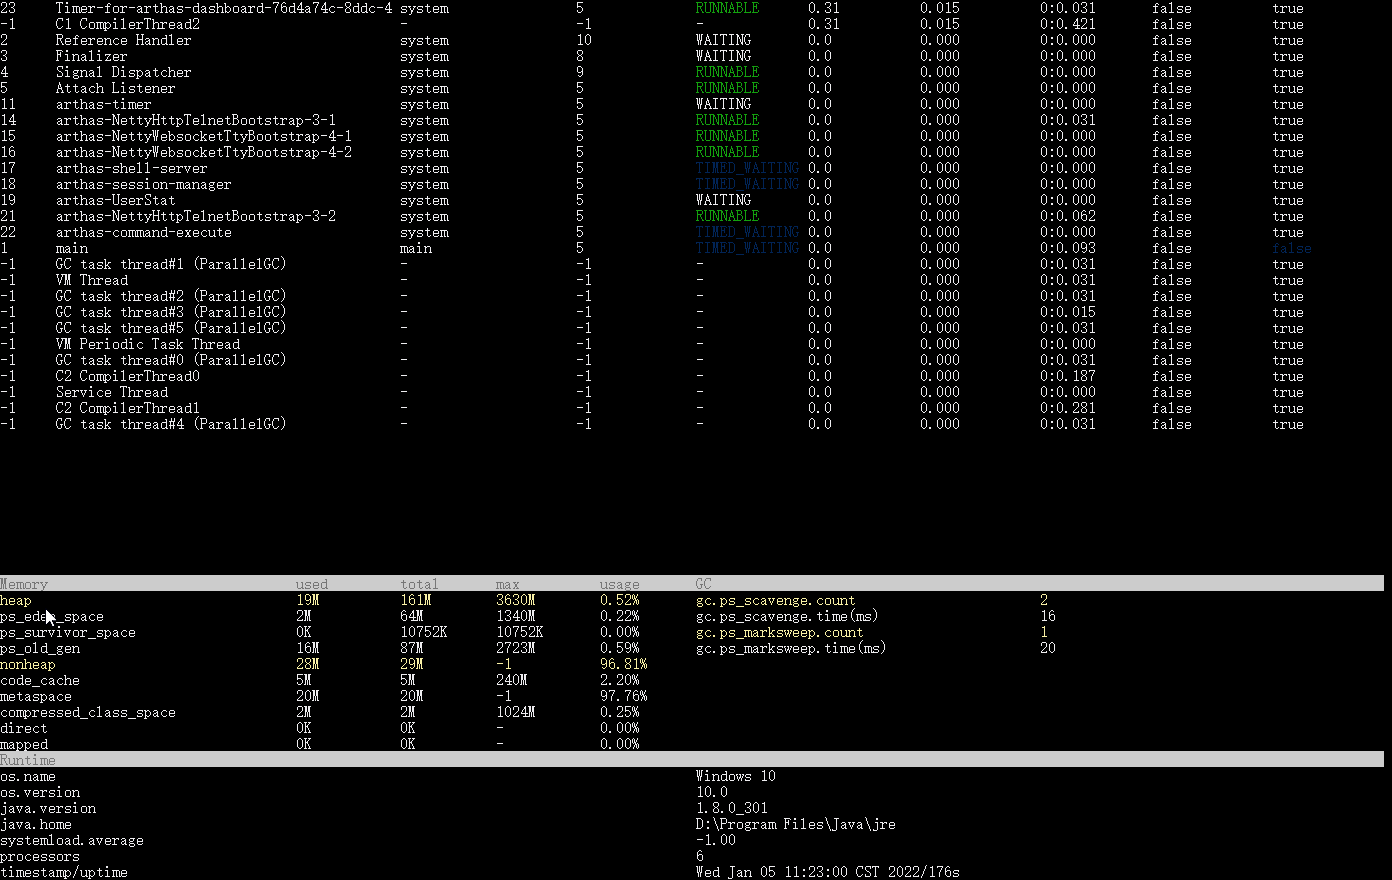 23 Timer-for-arthas-dashboard-76d4a74c-8ddc-4 system 5 RUNNABLE 0.31 0.015 0:0.031 false true
-1 C1 CompilerThread2 - -1 - 0.31 0.015 0:0.421 false true
2 Reference Handler system 10 WAITING 0.0 0.000 0:0.000 false true
3 Finalizer system 8 WAITING 0.0 0.000 0:0.000 false true
4 Signal Dispatcher system 9 RUNNABLE 0.0 0.000 0:0.000 false true
5 Attach Listener system 5 RUNNABLE 0.0 0.000 0:0.000 false true
11 arthas-timer system 5 WAITING 0.0 0.000 0:0.000 false true
14 arthas-NettyHttpTelnetBootstrap-3-1 system 5 RUNNABLE 0.0 0.000 0:0.031 false true
15 arthas-NettyWebsocketTtyBootstrap-4-1 system 5 RUNNABLE 0.0 0.000 0:0.000 false true
16 arthas-NettyWebsocketTtyBootstrap-4-2 system 5 RUNNABLE 0.0 0.000 0:0.000 false true
17 arthas-shell-server system 5 TIMED_WAITING 0.0 0.000 0:0.000 false true
18 arthas-session-manager system 5 TIMED_WAITING 0.0 0.000 0:0.000 false true
19 arthas-UserStat system 5 WAITING 0.0 0.000 0:0.000 false true
21 arthas-NettyHttpTelnetBootstrap-3-2 system 5 RUNNABLE 0.0 0.000 0:0.062 false true
22 arthas-command-execute system 5 TIMED_WAITING 0.0 0.000 0:0.000 false true
1 main main 5 TIMED_WAITING 0.0 0.000 0:0.093 false false
-1 GC task thread#1 (ParallelGC) - -1 - 0.0 0.000 0:0.031 false true
-1 VM Thread - -1 - 0.0 0.000 0:0.031 false true
-1 GC task thread#2 (ParallelGC) - -1 - 0.0 0.000 0:0.031 false true
-1 GC task thread#3 (ParallelGC) - -1 - 0.0 0.000 0:0.015 false true
-1 GC task thread#5 (ParallelGC) - -1 - 0.0 0.000 0:0.031 false true
-1 VM Periodic Task Thread - -1 - 0.0 0.000 0:0.000 false true
-1 GC task thread#0 (ParallelGC) - -1 - 0.0 0.000 0:0.031 false true
-1 C2 CompilerThread0 - -1 - 0.0 0.000 0:0.187 false true
-1 Service Thread - -1 - 0.0 0.000 0:0.000 false true
-1 C2 CompilerThread1 - -1 - 0.0 0.000 0:0.281 false true
-1 GC task thread#4 (ParallelGC) - -1 - 0.0 0.000 0:0.031 false true
Memory used total max usage GC
heap 19M 161M 3630M 0.52% gc.ps_scavenge.count 2
ps_eden_space 2M 64M 1340M 0.22% gc.ps_scavenge.time(ms) 16
ps_survivor_space 0K 10752K 10752K 0.00% gc.ps_marksweep.count 1
ps_old_gen 16M 87M 2723M 0.59% gc.ps_marksweep.time(ms) 20
nonheap 28M 29M -1 96.81%
code_cache 5M 5M 240M 2.20%
metaspace 20M 20M -1 97.76%
compressed_class_space 2M 2M 1024M 0.25%
direct 0K 0K - 0.00%
mapped 0K 0K - 0.00%
Runtime
os.name Windows 10
os.version 10.0
java.version 1.8.0_301
java.home D:\Program Files\Java\jre
systemload.average -1.00
processors 6
timestamp/uptime Wed Jan 05 11:23:00 CST 2022/176s